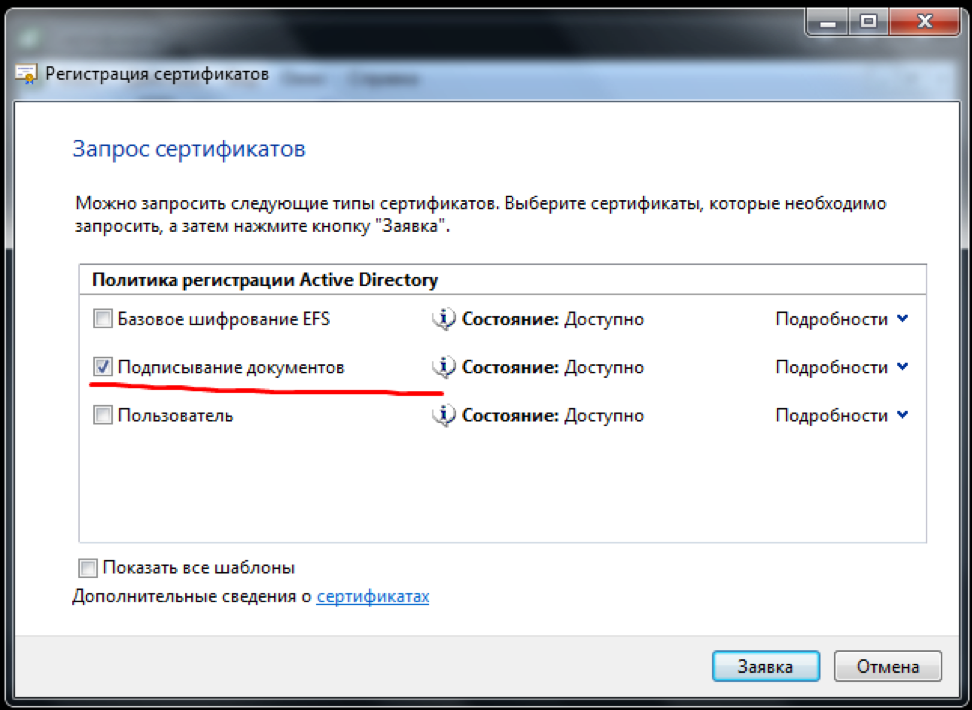 Регистрация сертификатов
Запрос сертификатов
Можно запросить следующие типы сертификатов. Выберите сертификаты, которые необходимо
запросить, а затем нажмите кнопку "Заявка".
Политика регистрации Active Directory
Базовое шифрование EFS Состояние: Доступно Подробности
Подписывание документов Состояние: Доступно Подробности
Пользователь Состояние: Доступно Подробности
Показать все шаблоны
Дополнительные сведения о сертификатах
Заявка Отмена